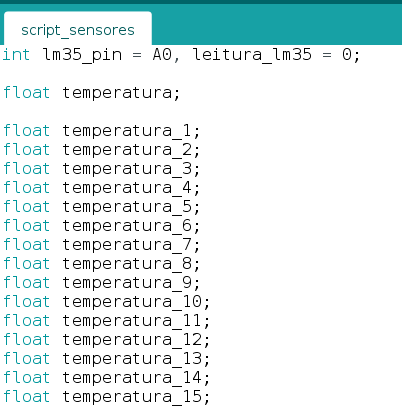 script_sensores
int lm35_pin = A0, leitura_lm35 = 0;
float temperatura;
float temperatura_1;
float temperatura_2;
float temperatura_3;
float temperatura_4;
float temperatura_5;
float temperatura_6;
float temperatura_7;
float temperatura_8;
float temperatura_9;
float temperatura_10;
float temperatura_11;
float temperatura_12;
float temperatura_13;
float temperatura_14;
float temperatura_15;